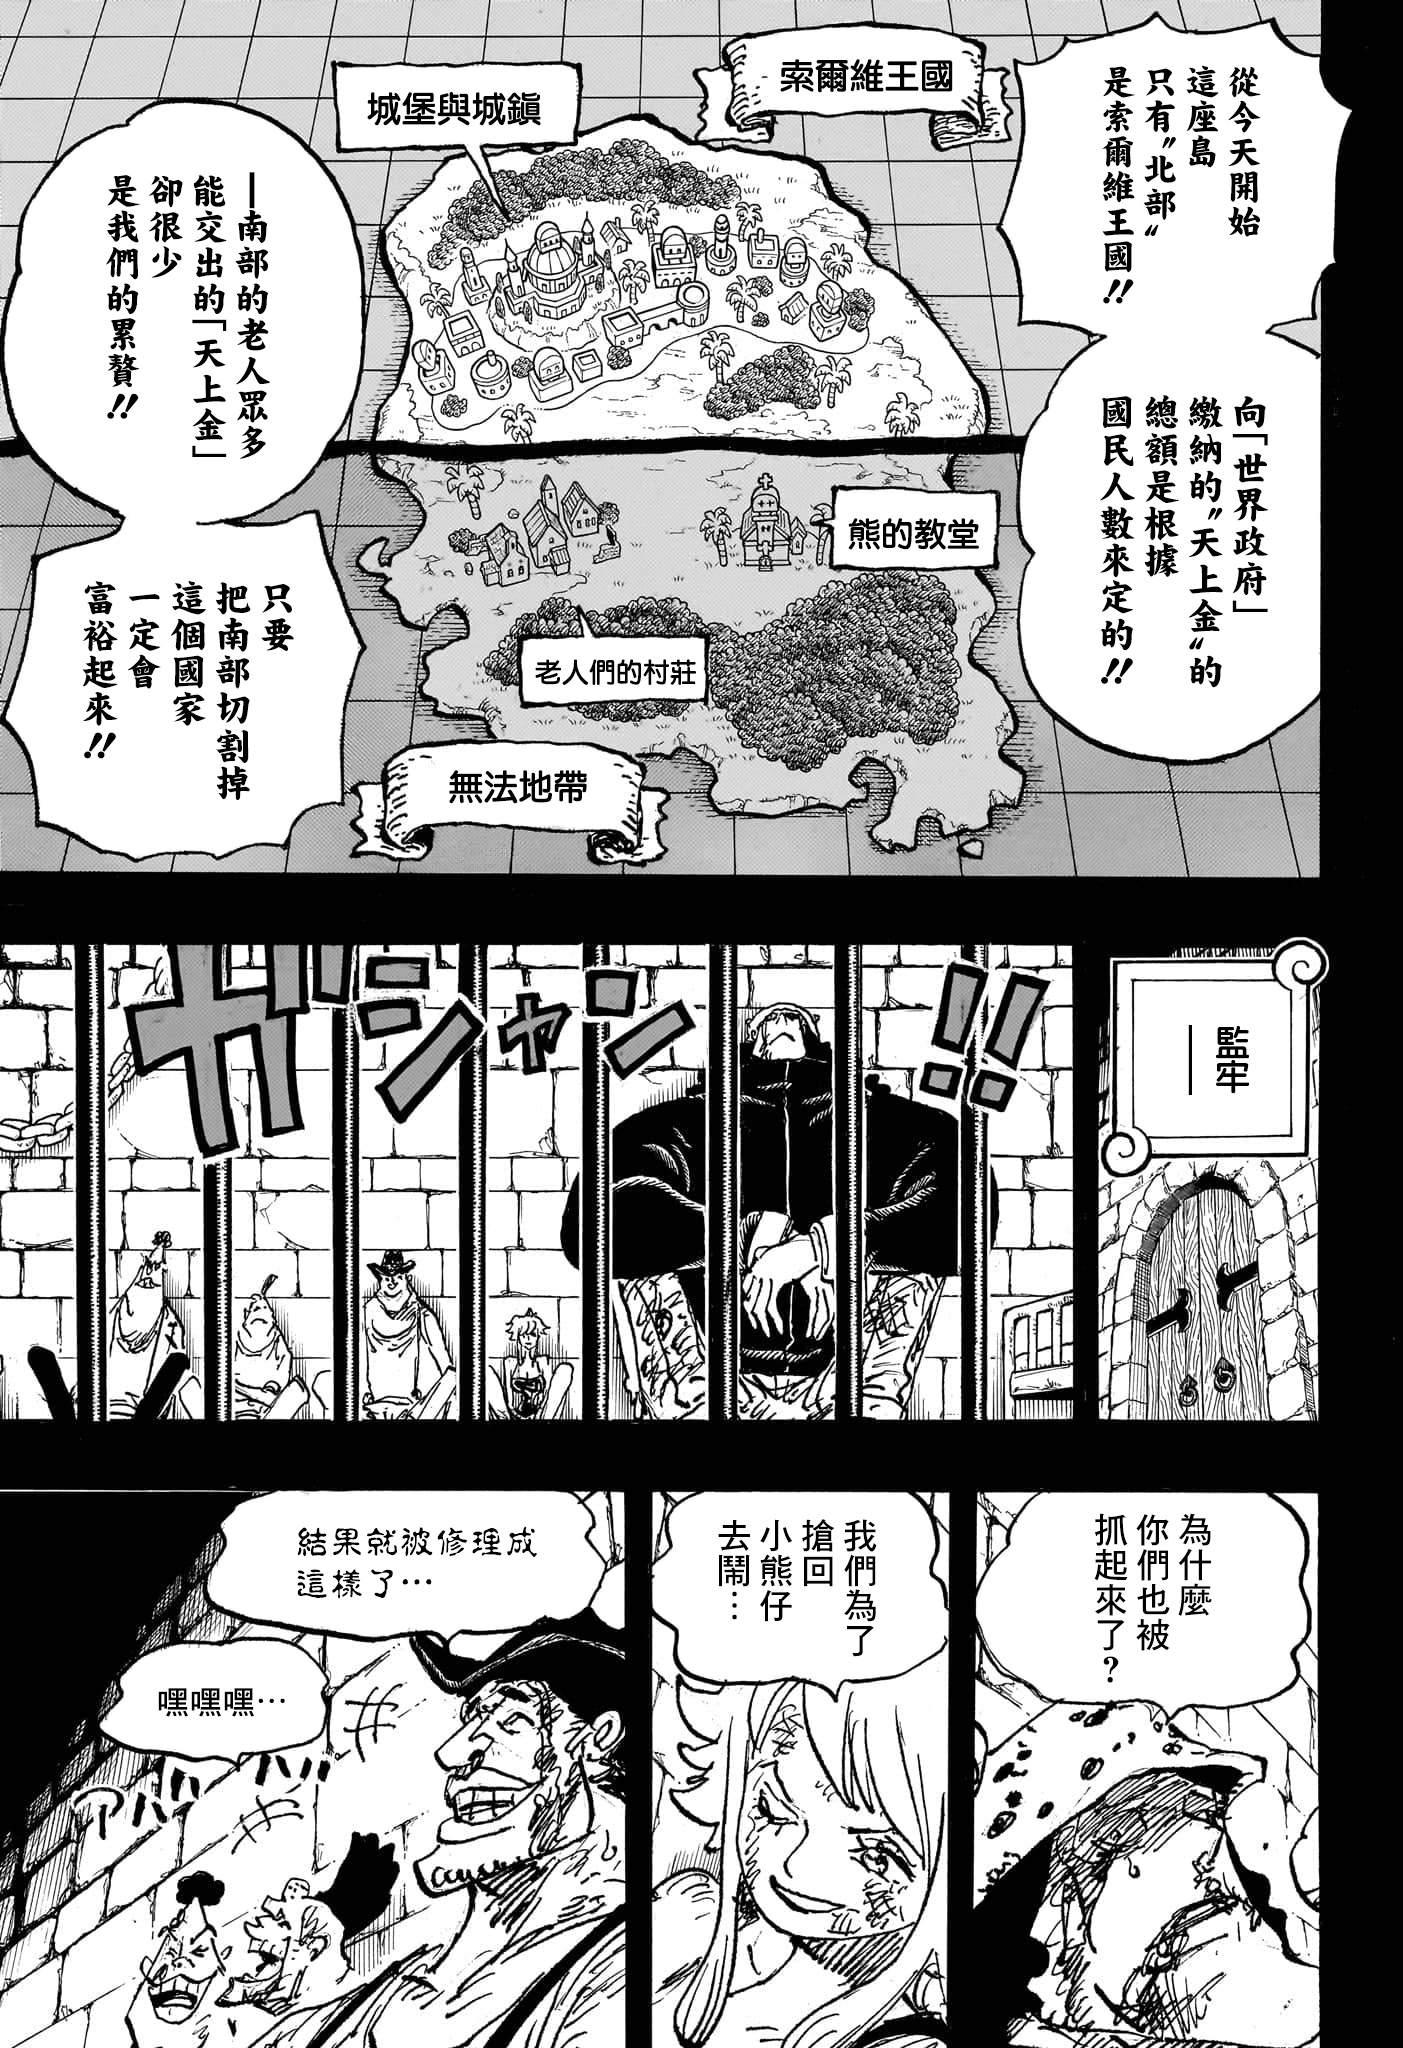 從今天開始
這座島
只有〝北部〞
是索爾維王國!!
向「世界政府」
繳納的〝天上金〞的
總額是根據
國民人數來定的!!
索爾維王國
城堡與城鎮
—南部的老人眾多
能交出的「天上金」
卻很少
是我們的累贅!!
熊的教堂
老人們的村莊
無法地帶
只要
把南部切割掉
這個國家
一定會
富裕起來!!
監牢
—
ガシャン!!
為什麼
你們也被
抓起來了?
我們為了
搶回
小熊仔
去鬧…
結果就被修理成
這樣了…
嘿嘿嘿…
アバババ